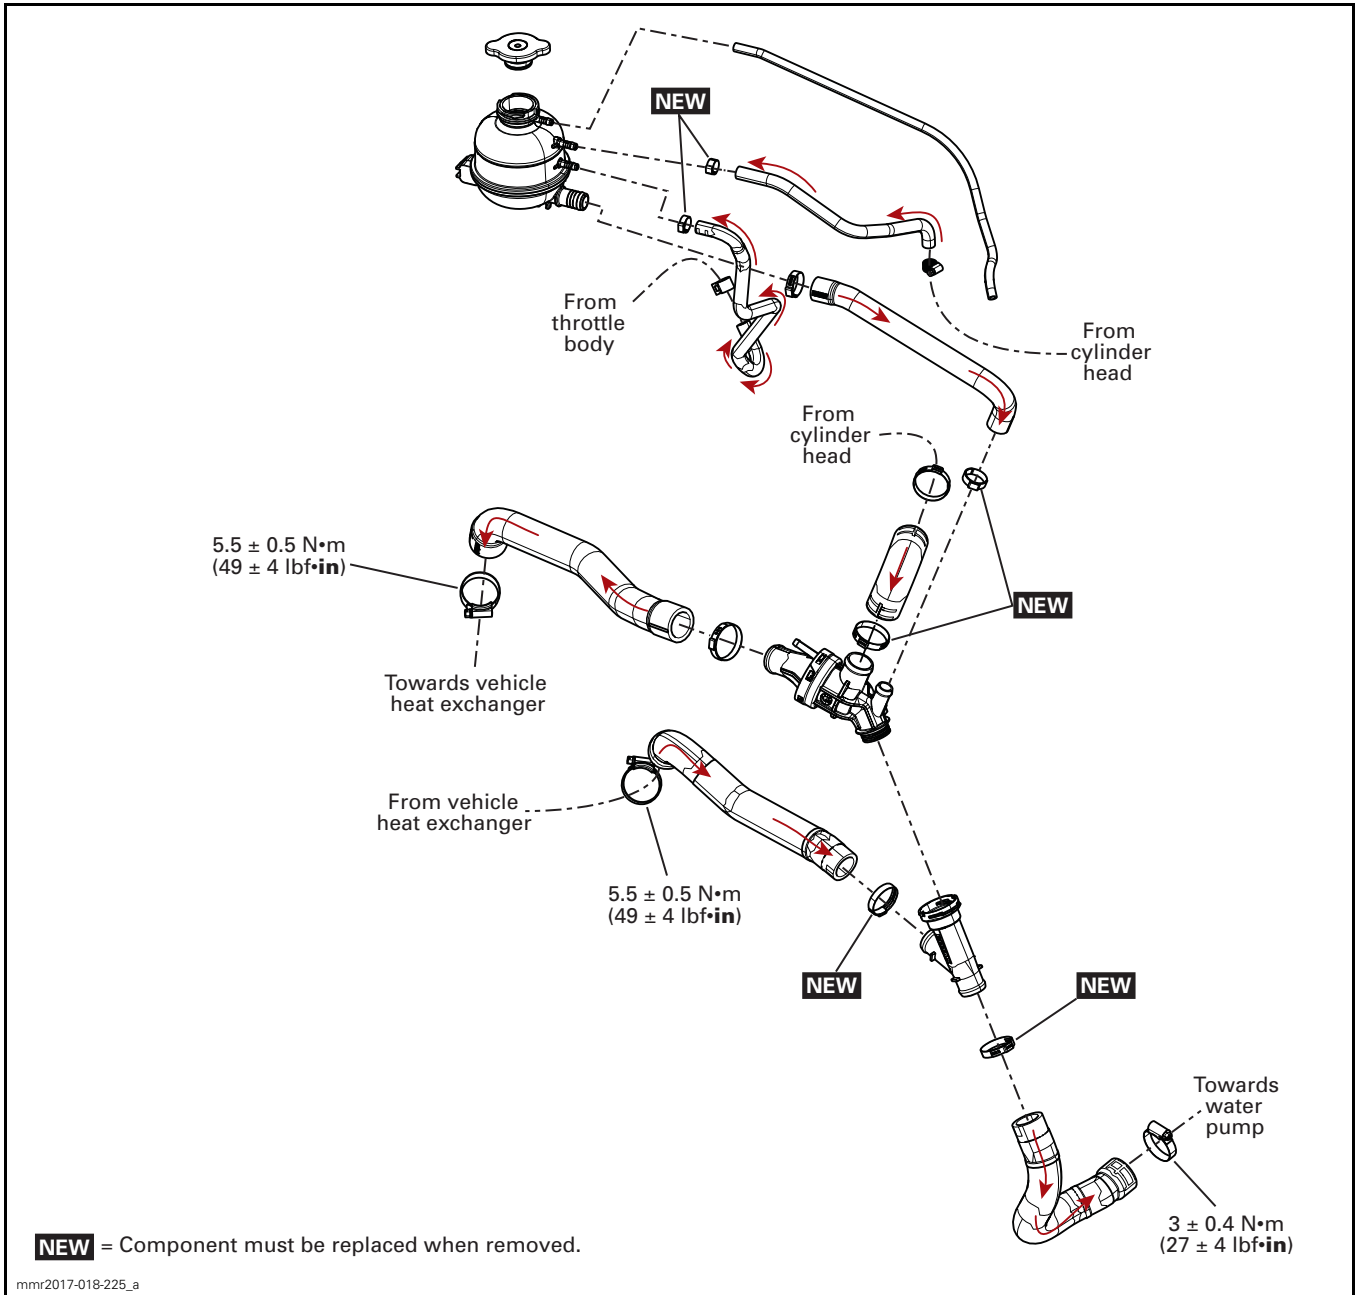 NEW
From
throttle
body
From
cylinder
head
From
cylinder
head
5.5 ± 0.5 N•m
(49 ± 4 lbf•in)
NEW
Towards vehicle
heat exchanger
From vehicle
heat exchanger
5.5 ± 0.5 N•m
(49 ± 4 lbf•in)
NEW
NEW
Towards
water
pump
3 ± 0.4 N•m
(27 ± 4 lbf•in)
NEW = Component must be replaced when removed.
mmr2017-018-225_a